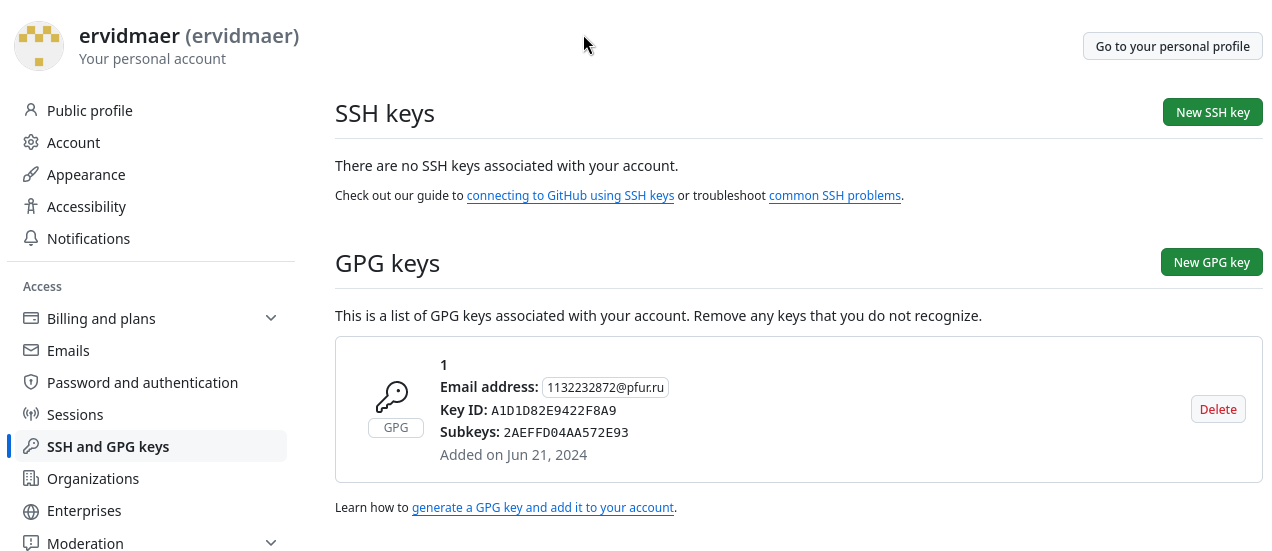 ervidmaer (ervidmaer)
Your personal account
Go to your personal profile
Public profile
Account
Appearance
Accessibility
Notifications
Access
Billing and plans
Emails
Password and authentication
Sessions
SSH and GPG keys
Organizations
Enterprises
Moderation
SSH keys
New SSH key
There are no SSH keys associated with your account.
Check out our guide to connecting to GitHub using SSH keys or troubleshoot common SSH problems.
GPG keys
New GPG key
This is a list of GPG keys associated with your account. Remove any keys that you do not recognize.
GPG
1
Email address: 1132232872@pfur.ru
Key ID: A1D1D82E9422F8A9
Subkeys: 2AEFFD04AA572E93
Added on Jun 21, 2024
Delete
Learn how to generate a GPG key and add it to your account.